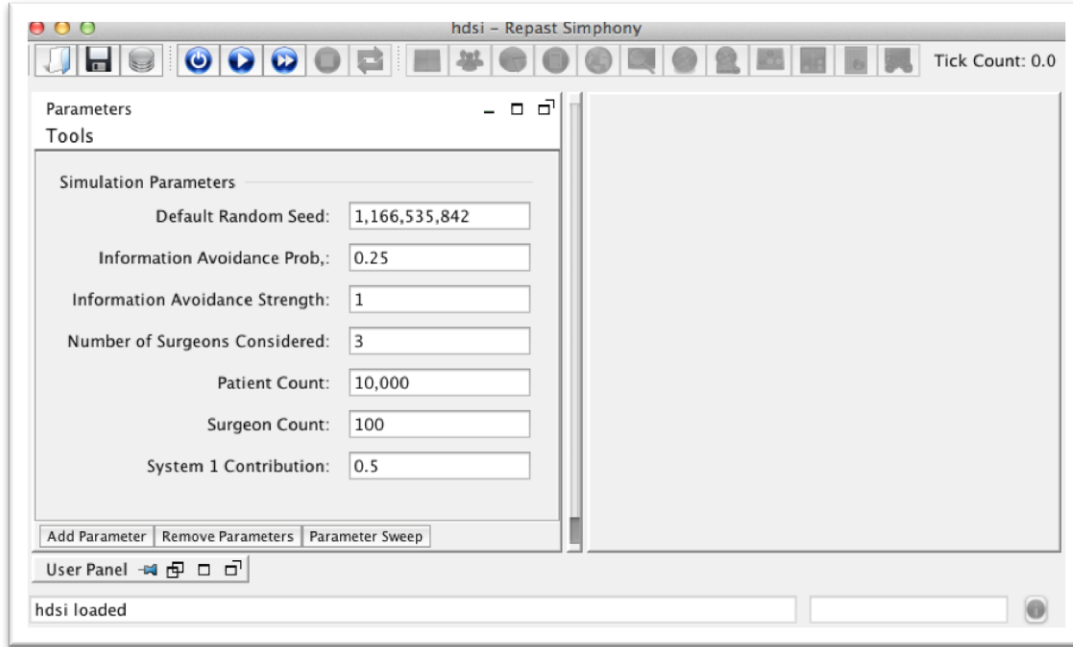 hdsi – Repast Simphony
Tick Count: 0.0
Parameters
Tools
Simulation Parameters
Default Random Seed: 1,166,535,842
Information Avoidance Prob,: 0.25
Information Avoidance Strength: 1
Number of Surgeons Considered: 3
Patient Count: 10,000
Surgeon Count: 100
System 1 Contribution: 0.5
Add Parameter Remove Parameters Parameter Sweep
User Panel
hdsi loaded